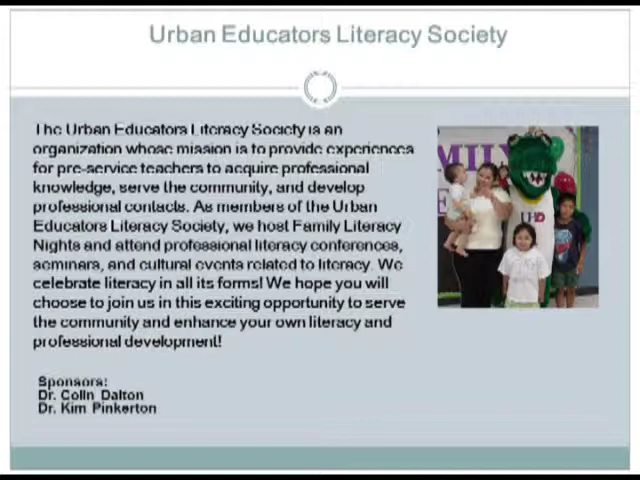 Urban Educators Literacy Society
The Urban Educators Literacy Society is an
organization whose mission is to provide experiences
for pre-service teachers to acquire professional
knowledge, serve the community, and develop
professional contacts. As members of the Urban
Educators Literacy Society, we host Family Literacy
Nights and attend professional literacy conferences,
seminars, and cultural events related to literacy. We
celebrate literacy in all its forms! We hope you will
choose to join us in this exciting opportunity to serve
the community and enhance your own literacy and
professional development!
UHD
Sponsors:
Dr. Colin Dalton
Dr. Kim Pinkerton